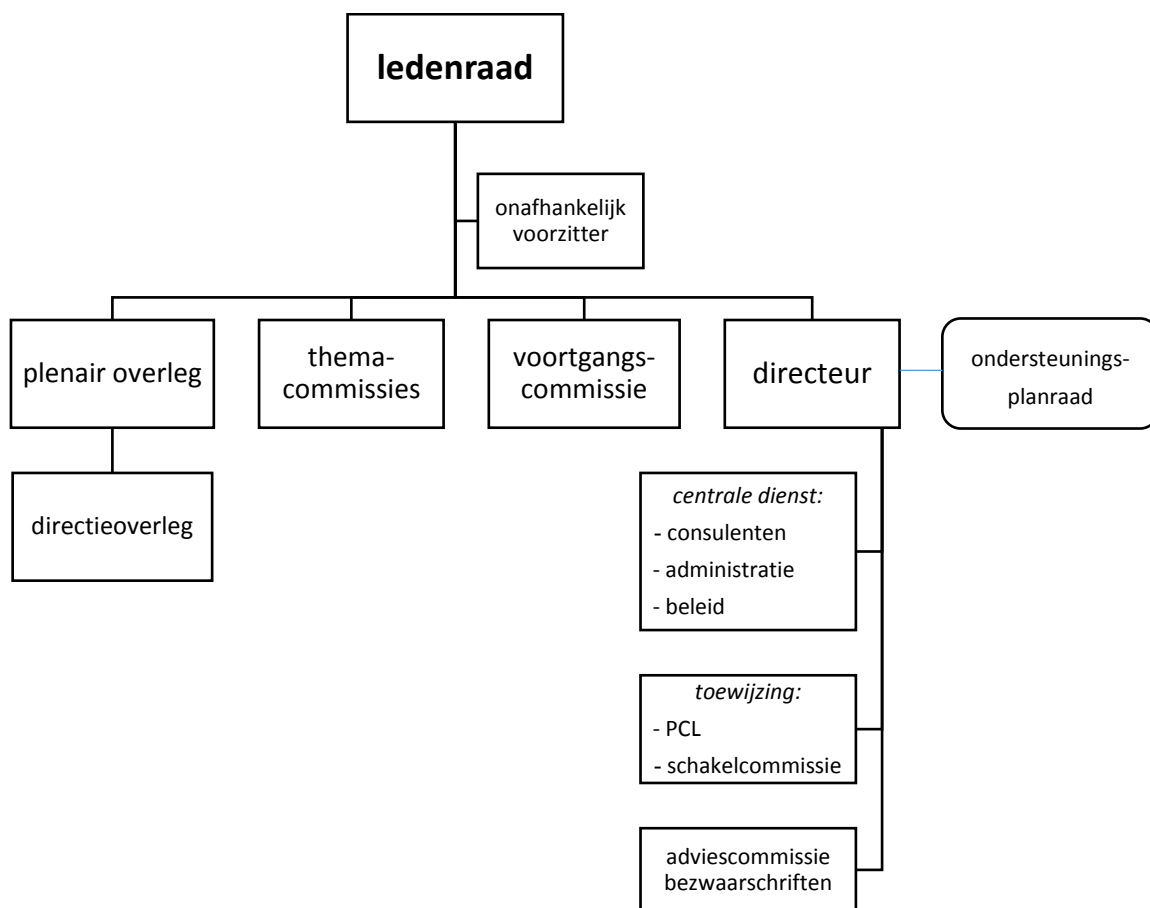 ledenraad
onafhankelijk
voorzitter
plenair overleg
thema-
commissies
voortgangs-
commissie
directeur
ondersteunings-
planraad
directieoverleg
centrale dienst:
- consulenten
- administratie
- beleid
toewijzing:
- PCL
- schakelcommissie
adviescommissie
bezwaarschriften